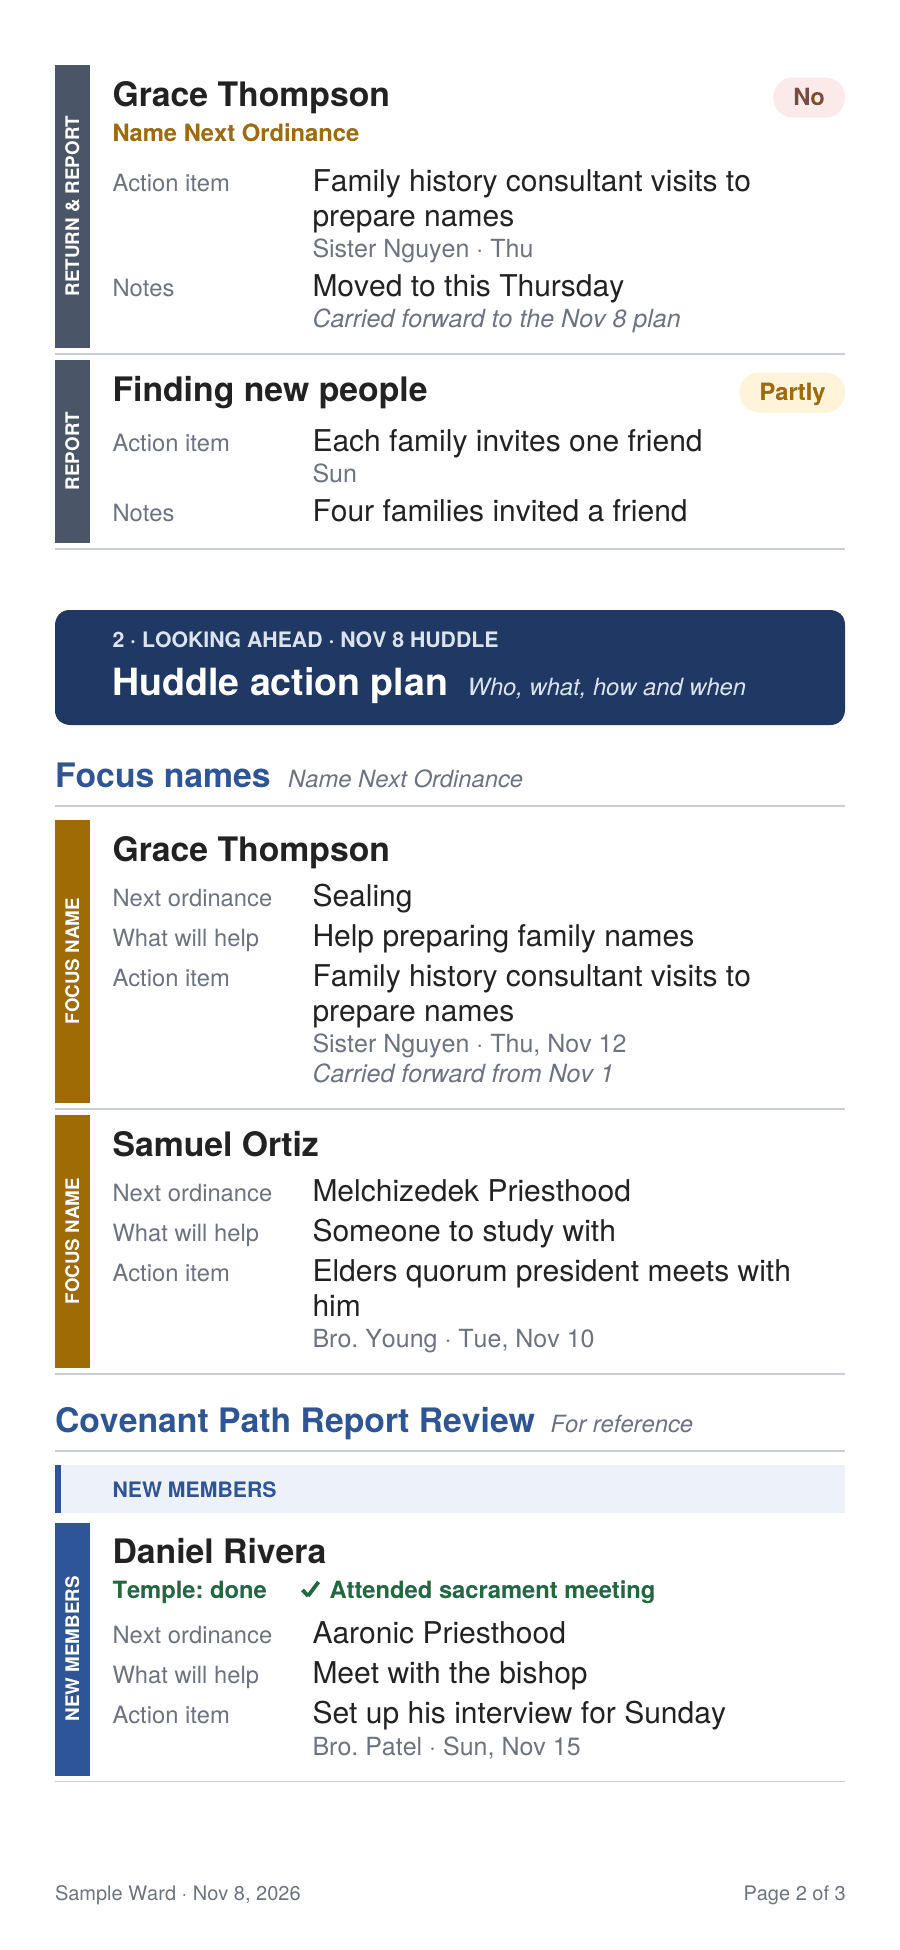 RETURN & REPORT
Grace Thompson
No
Name Next Ordinance
Action item
Family history consultant visits to
prepare names
Sister Nguyen · Thu
Notes
Moved to this Thursday
Carried forward to the Nov 8 plan
REPORT
Finding new people
Partly
Action item
Each family invites one friend
Sun
Notes
Four families invited a friend
2 · LOOKING AHEAD · NOV 8 HUDDLE
Huddle action plan Who, what, how and when
Focus names Name Next Ordinance
FOCUS NAME
Grace Thompson
Next ordinance
Sealing
What will help
Help preparing family names
Action item
Family history consultant visits to
prepare names
Sister Nguyen · Thu, Nov 12
Carried forward from Nov 1
FOCUS NAME
Samuel Ortiz
Next ordinance
Melchizedek Priesthood
What will help
Someone to study with
Action item
Elders quorum president meets with
him
Bro. Young · Tue, Nov 10
Covenant Path Report Review For reference
NEW MEMBERS
NEW MEMBERS
Daniel Rivera
Temple: done ✓ Attended sacrament meeting
Next ordinance
Aaronic Priesthood
What will help
Meet with the bishop
Action item
Set up his interview for Sunday
Bro. Patel · Sun, Nov 15
Sample Ward · Nov 8, 2026
Page 2 of 3